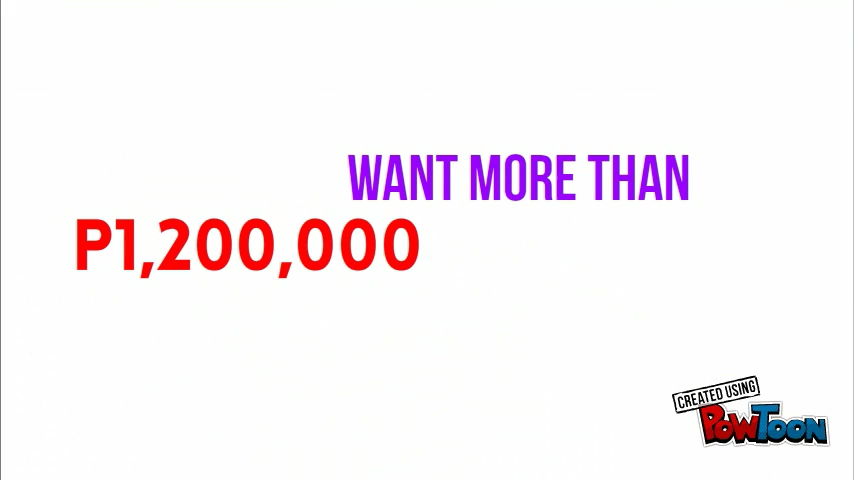 WANT MORE THAN
P1,200,000
CREATED USING
POWTOON